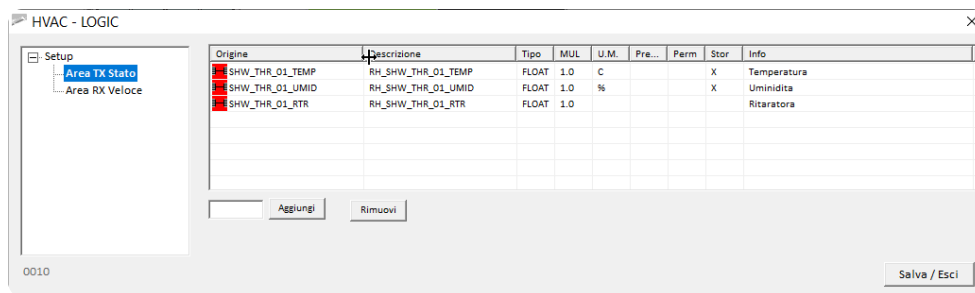 HVAC - LOGIC
Setup
Area TX Stato
Area RX Veloce
Origine Descrizione Tipo MUL U.M. Pre... Perm Stor Info
SHW_THR_01_TEMP RH_SHW_THR_01_TEMP FLOAT 1.0 C X Temperatura
SHW_THR_01_UMID RH_SHW_THR_01_UMID FLOAT 1.0 % X Uminidita
SHW_THR_01_RTR RH_SHW_THR_01_RTR FLOAT 1.0 Ritaratora
Aggiungi Rimuovi
0010
Salva / Esci